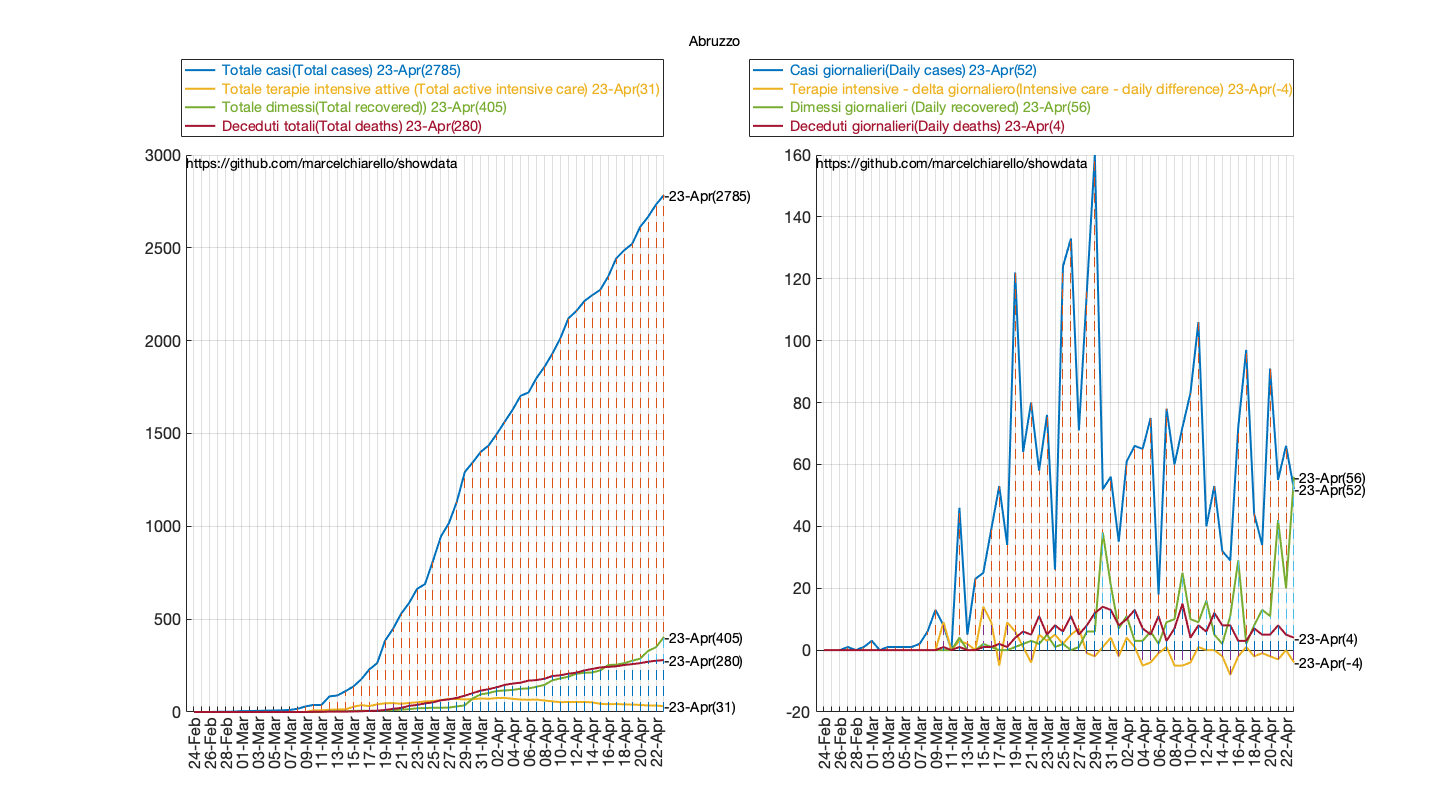 Abruzzo
Totale casi(Total cases) 23-Apr(2785)
Totale terapie intensive attive (Total active intensive care) 23-Apr(31)
Totale dimessi(Total recovered)) 23-Apr(405)
Deceduti totali(Total deaths) 23-Apr(280)
Casi giornalieri(Daily cases) 23-Apr(52)
Terapie intensive - delta giornaliero(Intensive care - daily difference) 23-Apr(-4)
Dimessi giornalieri (Daily recovered) 23-Apr(56)
Deceduti giornalieri(Daily deaths) 23-Apr(4)
https://github.com/marcelchiarello/showdata
3000
2500
2000
1500
1000
500
0
-23-Apr(2785)
-23-Apr(405)
-23-Apr(280)
-23-Apr(31)
24-Feb
26-Feb
28-Feb
01-Mar
03-Mar
05-Mar
07-Mar
09-Mar
11-Mar
13-Mar
15-Mar
17-Mar
19-Mar
21-Mar
23-Mar
25-Mar
27-Mar
29-Mar
31-Mar
02-Apr
04-Apr
06-Apr
08-Apr
10-Apr
12-Apr
14-Apr
16-Apr
18-Apr
20-Apr
22-Apr
https://github.com/marcelchiarello/showdata
160
140
120
100
80
60
40
20
0
-20
-23-Apr(56)
-23-Apr(52)
-23-Apr(4)
-23-Apr(-4)
24-Feb
26-Feb
28-Feb
01-Mar
03-Mar
05-Mar
07-Mar
09-Mar
11-Mar
13-Mar
15-Mar
17-Mar
19-Mar
21-Mar
23-Mar
25-Mar
27-Mar
29-Mar
31-Mar
02-Apr
04-Apr
06-Apr
08-Apr
10-Apr
12-Apr
14-Apr
16-Apr
18-Apr
20-Apr
22-Apr